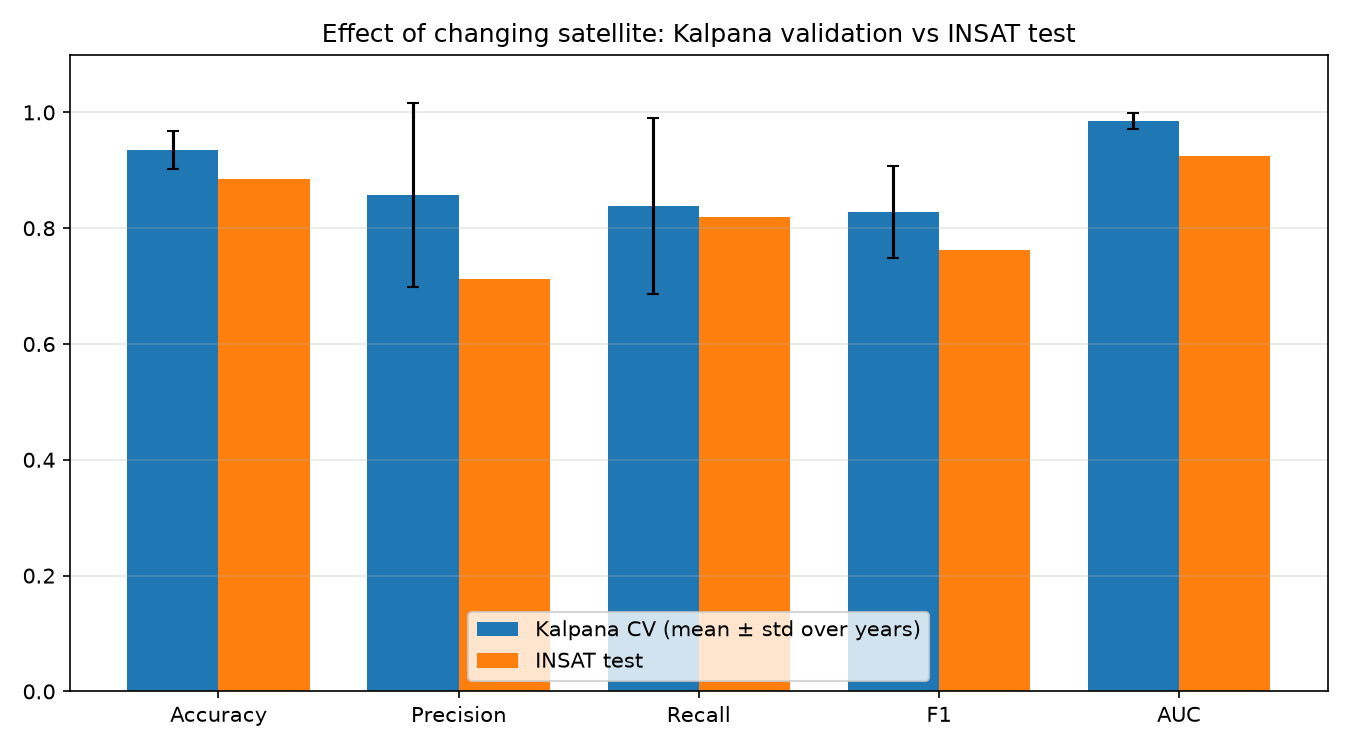 Effect of changing satellite: Kalpana validation vs INSAT test
1.0
0.8
0.6
0.4
0.2
0.0
Kalpana CV (mean ± std over years)
INSAT test
Accuracy Precision Recall F1 AUC